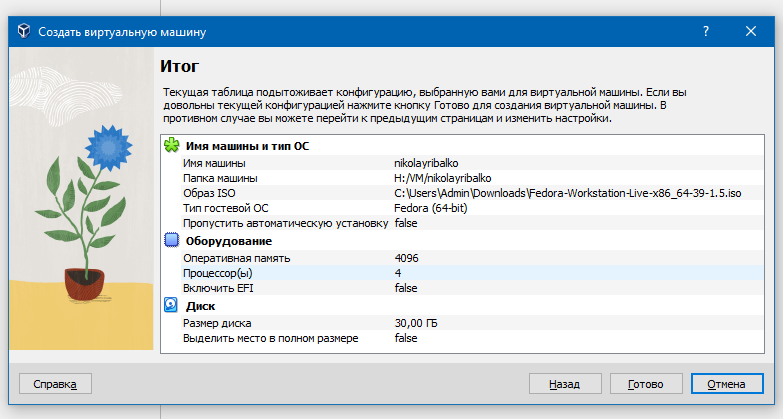 Создать виртуальную машину
Итог
Текущая таблица подытоживает конфигурацию, выбранную вами для виртуальной машины. Если вы
довольны текущей конфигурацией нажмите кнопку Готово для создания виртуальной машины. В
противном случае вы можете перейти к предыдущим страницам и изменить настройки.
Имя машины и тип ОС
Имя машины nikolayribalko
Папка машины H:/VM/nikolayribalko
Образ ISO C:\Users\Admin\Downloads\Fedora-Workstation-Live-x86_64-39-1.5.iso
Тип гостевой ОС Fedora (64-bit)
Пропустить автоматическую установку false
Оборудование
Оперативная память 4096
Процессор(ы) 4
Включить EFI false
Диск
Размер диска 30,00 ГБ
Выделить место в полном размере false
Справка Назад Готово Отмена